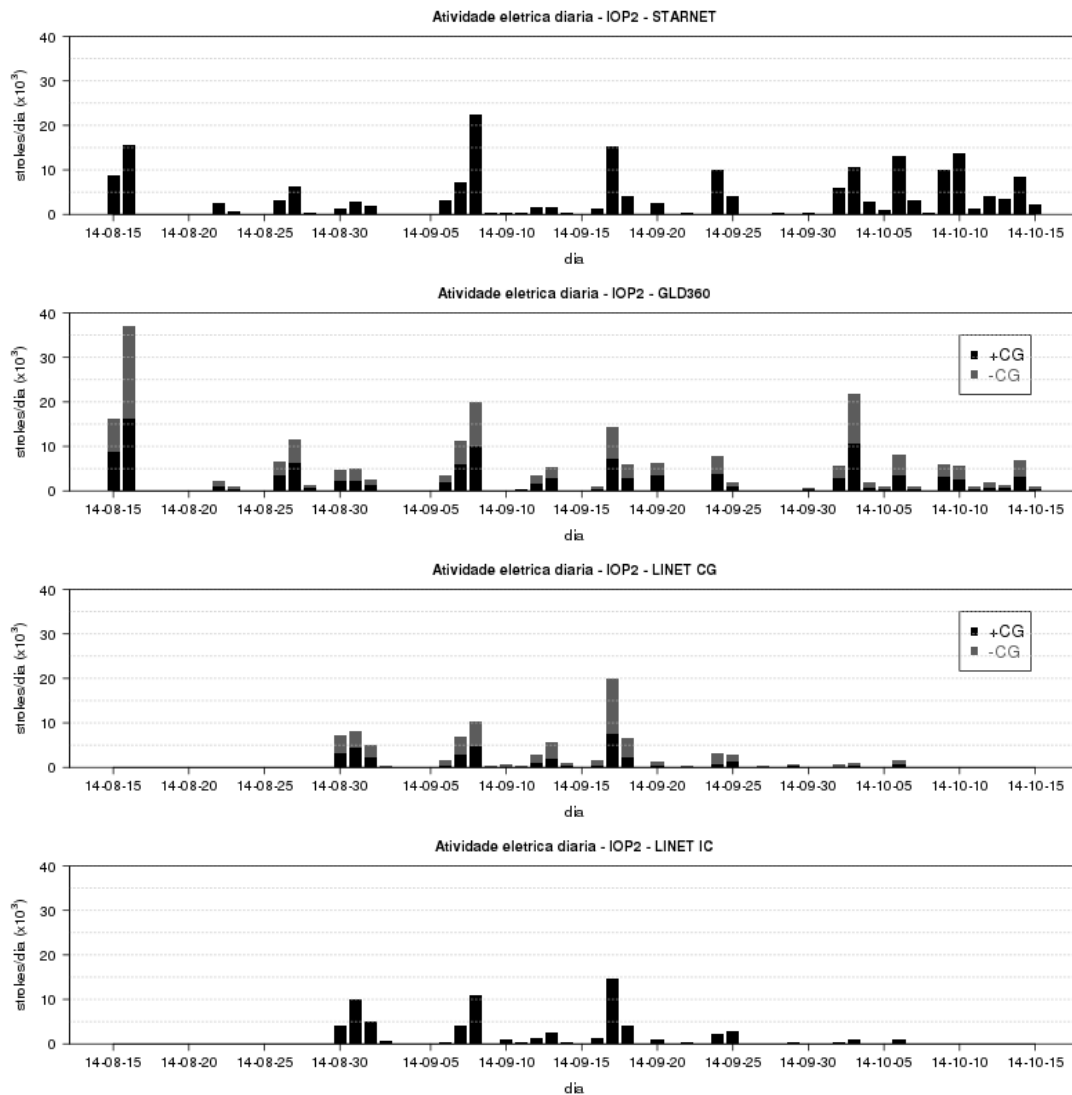 Atividade eletrica diaria - IOP2 - STARNET
strokes/dia (x10³)
40
30
20
10
0
14-08-15 14-08-20 14-08-25 14-08-30 14-09-05 14-09-10 14-09-15 14-09-20 14-09-25 14-09-30 14-10-05 14-10-10 14-10-15
dia
Atividade eletrica diaria - IOP2 - GLD360
strokes/dia (x10³)
40
30
20
10
0
+CG
-CG
14-08-15 14-08-20 14-08-25 14-08-30 14-09-05 14-09-10 14-09-15 14-09-20 14-09-25 14-09-30 14-10-05 14-10-10 14-10-15
dia
Atividade eletrica diaria - IOP2 - LINET CG
strokes/dia (x10³)
40
30
20
10
0
+CG
-CG
14-08-15 14-08-20 14-08-25 14-08-30 14-09-05 14-09-10 14-09-15 14-09-20 14-09-25 14-09-30 14-10-05 14-10-10 14-10-15
dia
Atividade eletrica diaria - IOP2 - LINET IC
strokes/dia (x10³)
40
30
20
10
0
14-08-15 14-08-20 14-08-25 14-08-30 14-09-05 14-09-10 14-09-15 14-09-20 14-09-25 14-09-30 14-10-05 14-10-10 14-10-15
dia